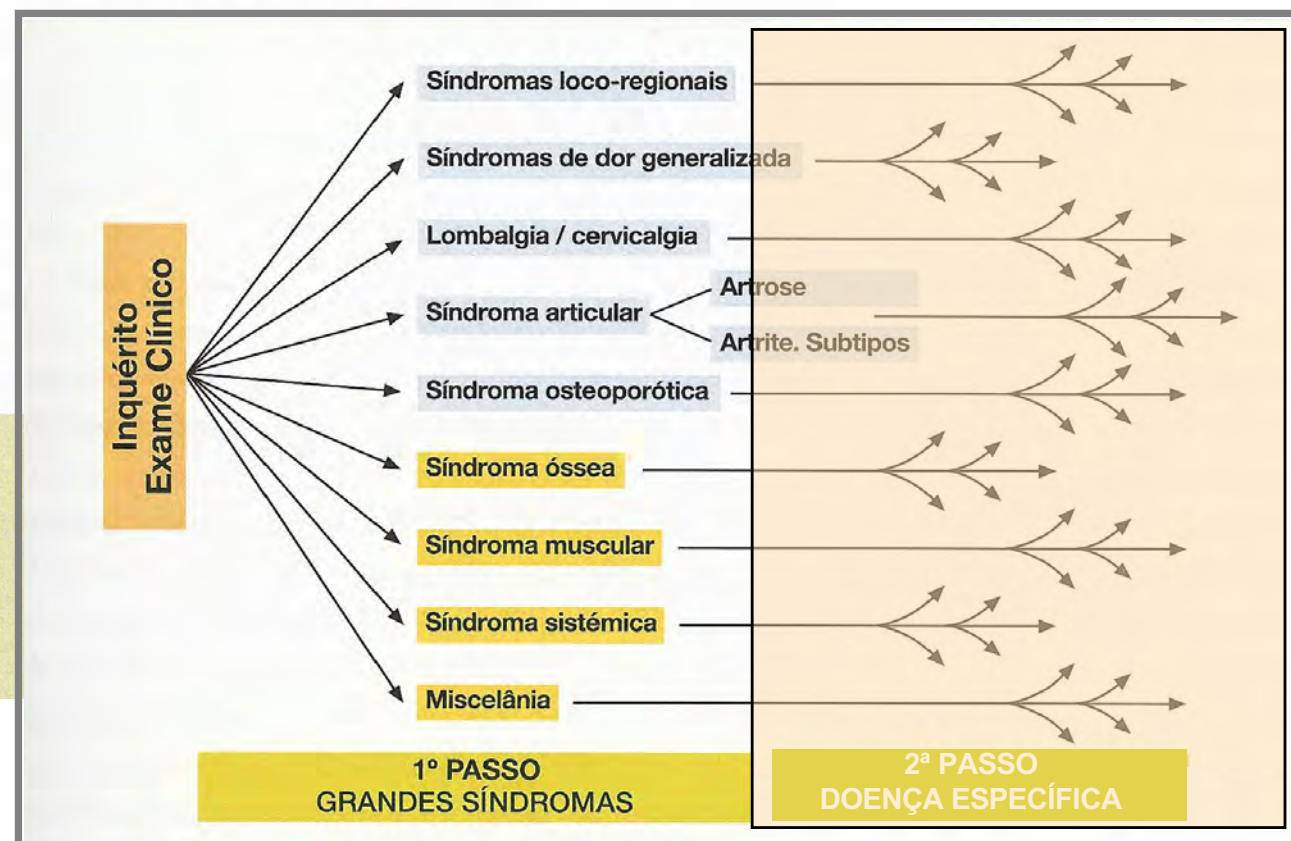 Inquérito
Exame Clínico
Síndromas loco-regionais
Síndromas de dor generalizada
Lombalgia / cervicalgia
Síndroma articular
Artrose
Artrite. Subtipos
Síndroma osteoporótica
Síndroma óssea
Síndroma muscular
Síndroma sistémica
Miscelânia
1º PASSO
GRANDES SÍNDROMAS
2ª PASSO
DOENÇA ESPECÍFICA